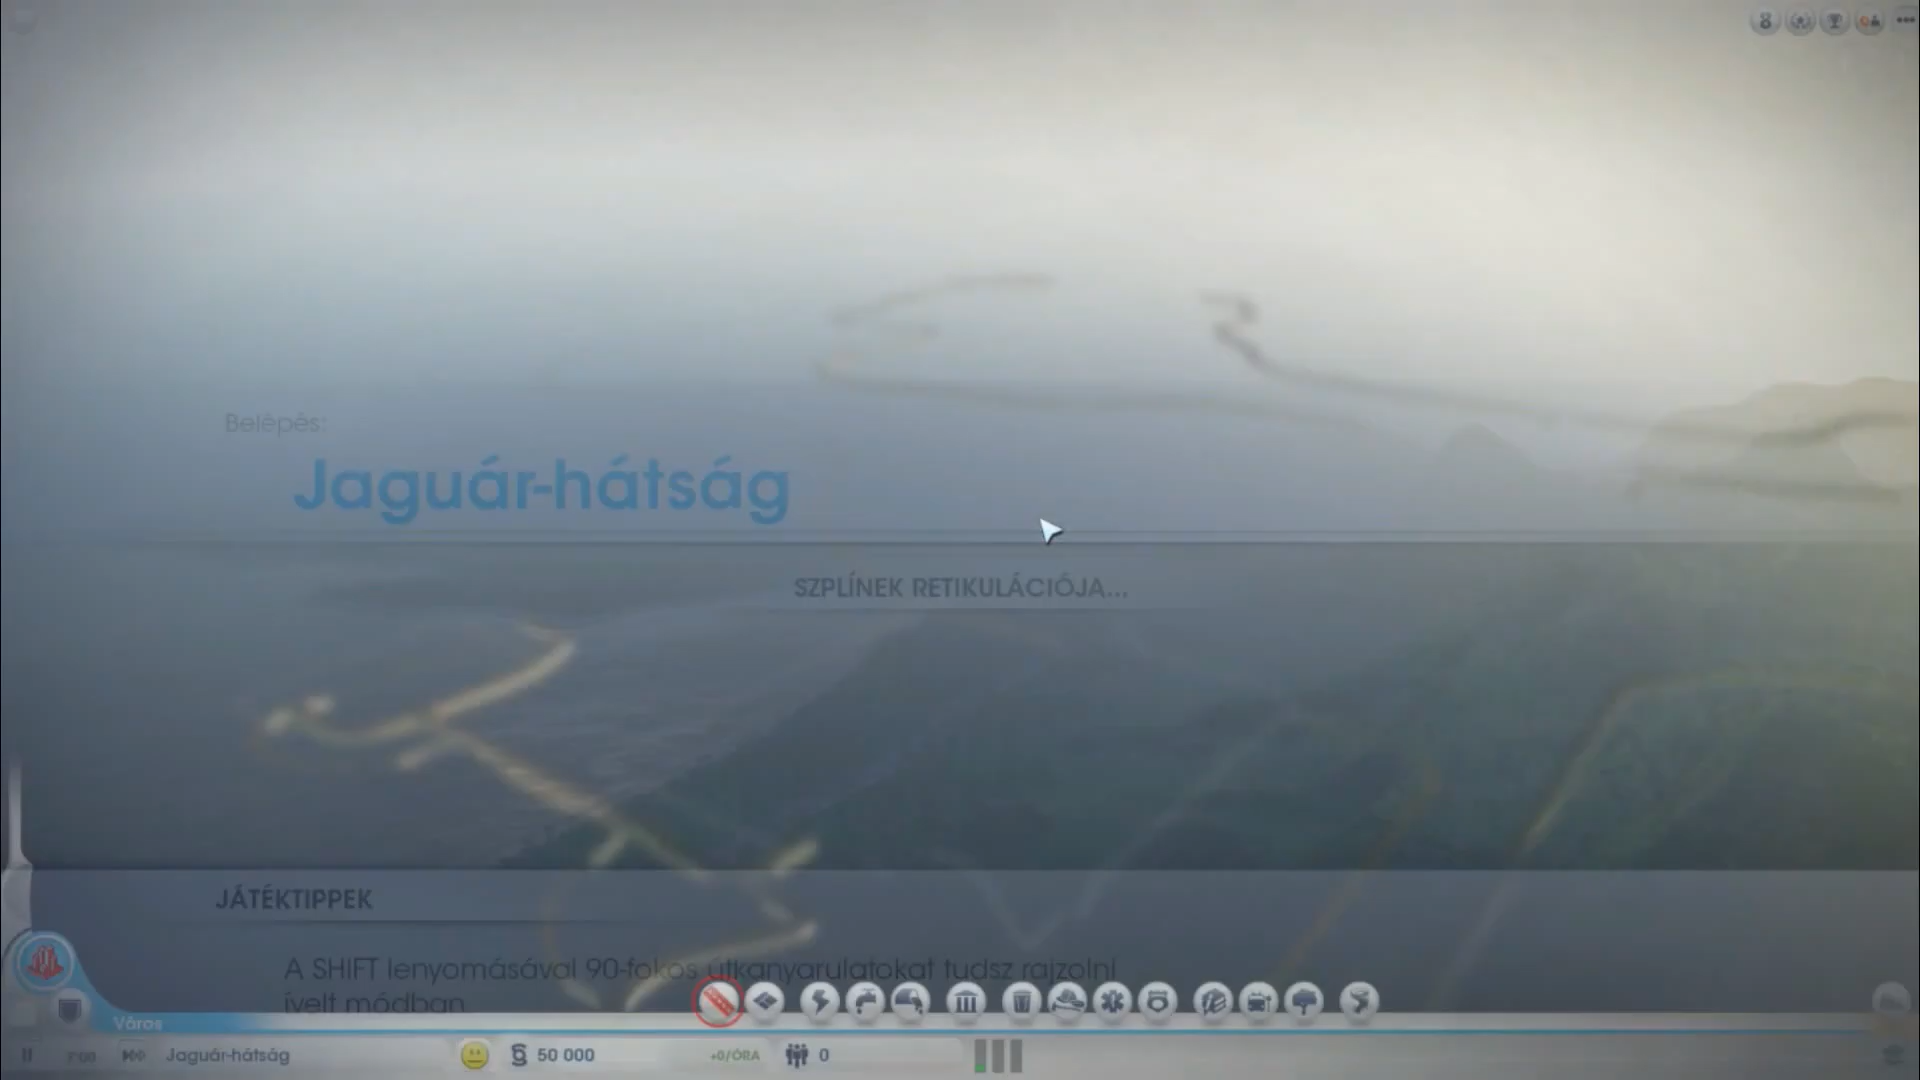 Belépés:
Jaguár-hátság
SZPLÍNEK RETIKULÁCIÓJA...
JÁTÉKTIPPEK
A SHIFT lenyomásával 90-fokos útkanyarulatokat tudsz rajzolni
ívelt módban
Város
Jaguár-hátság
50 000
+0/ÓRA
0